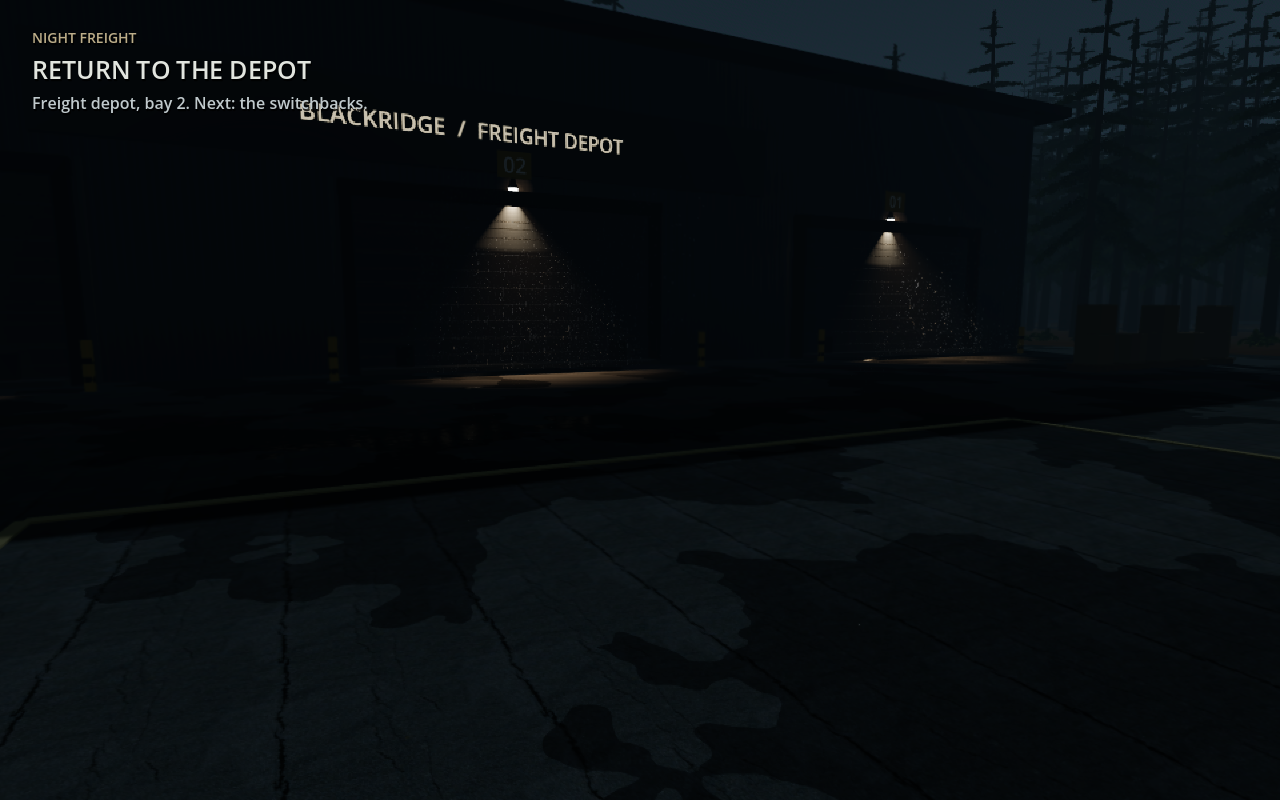 NIGHT FREIGHT
RETURN TO THE DEPOT
Freight depot, bay 2. Next: the switchbacks.
BLACKRIDGE / FREIGHT DEPOT
02
01